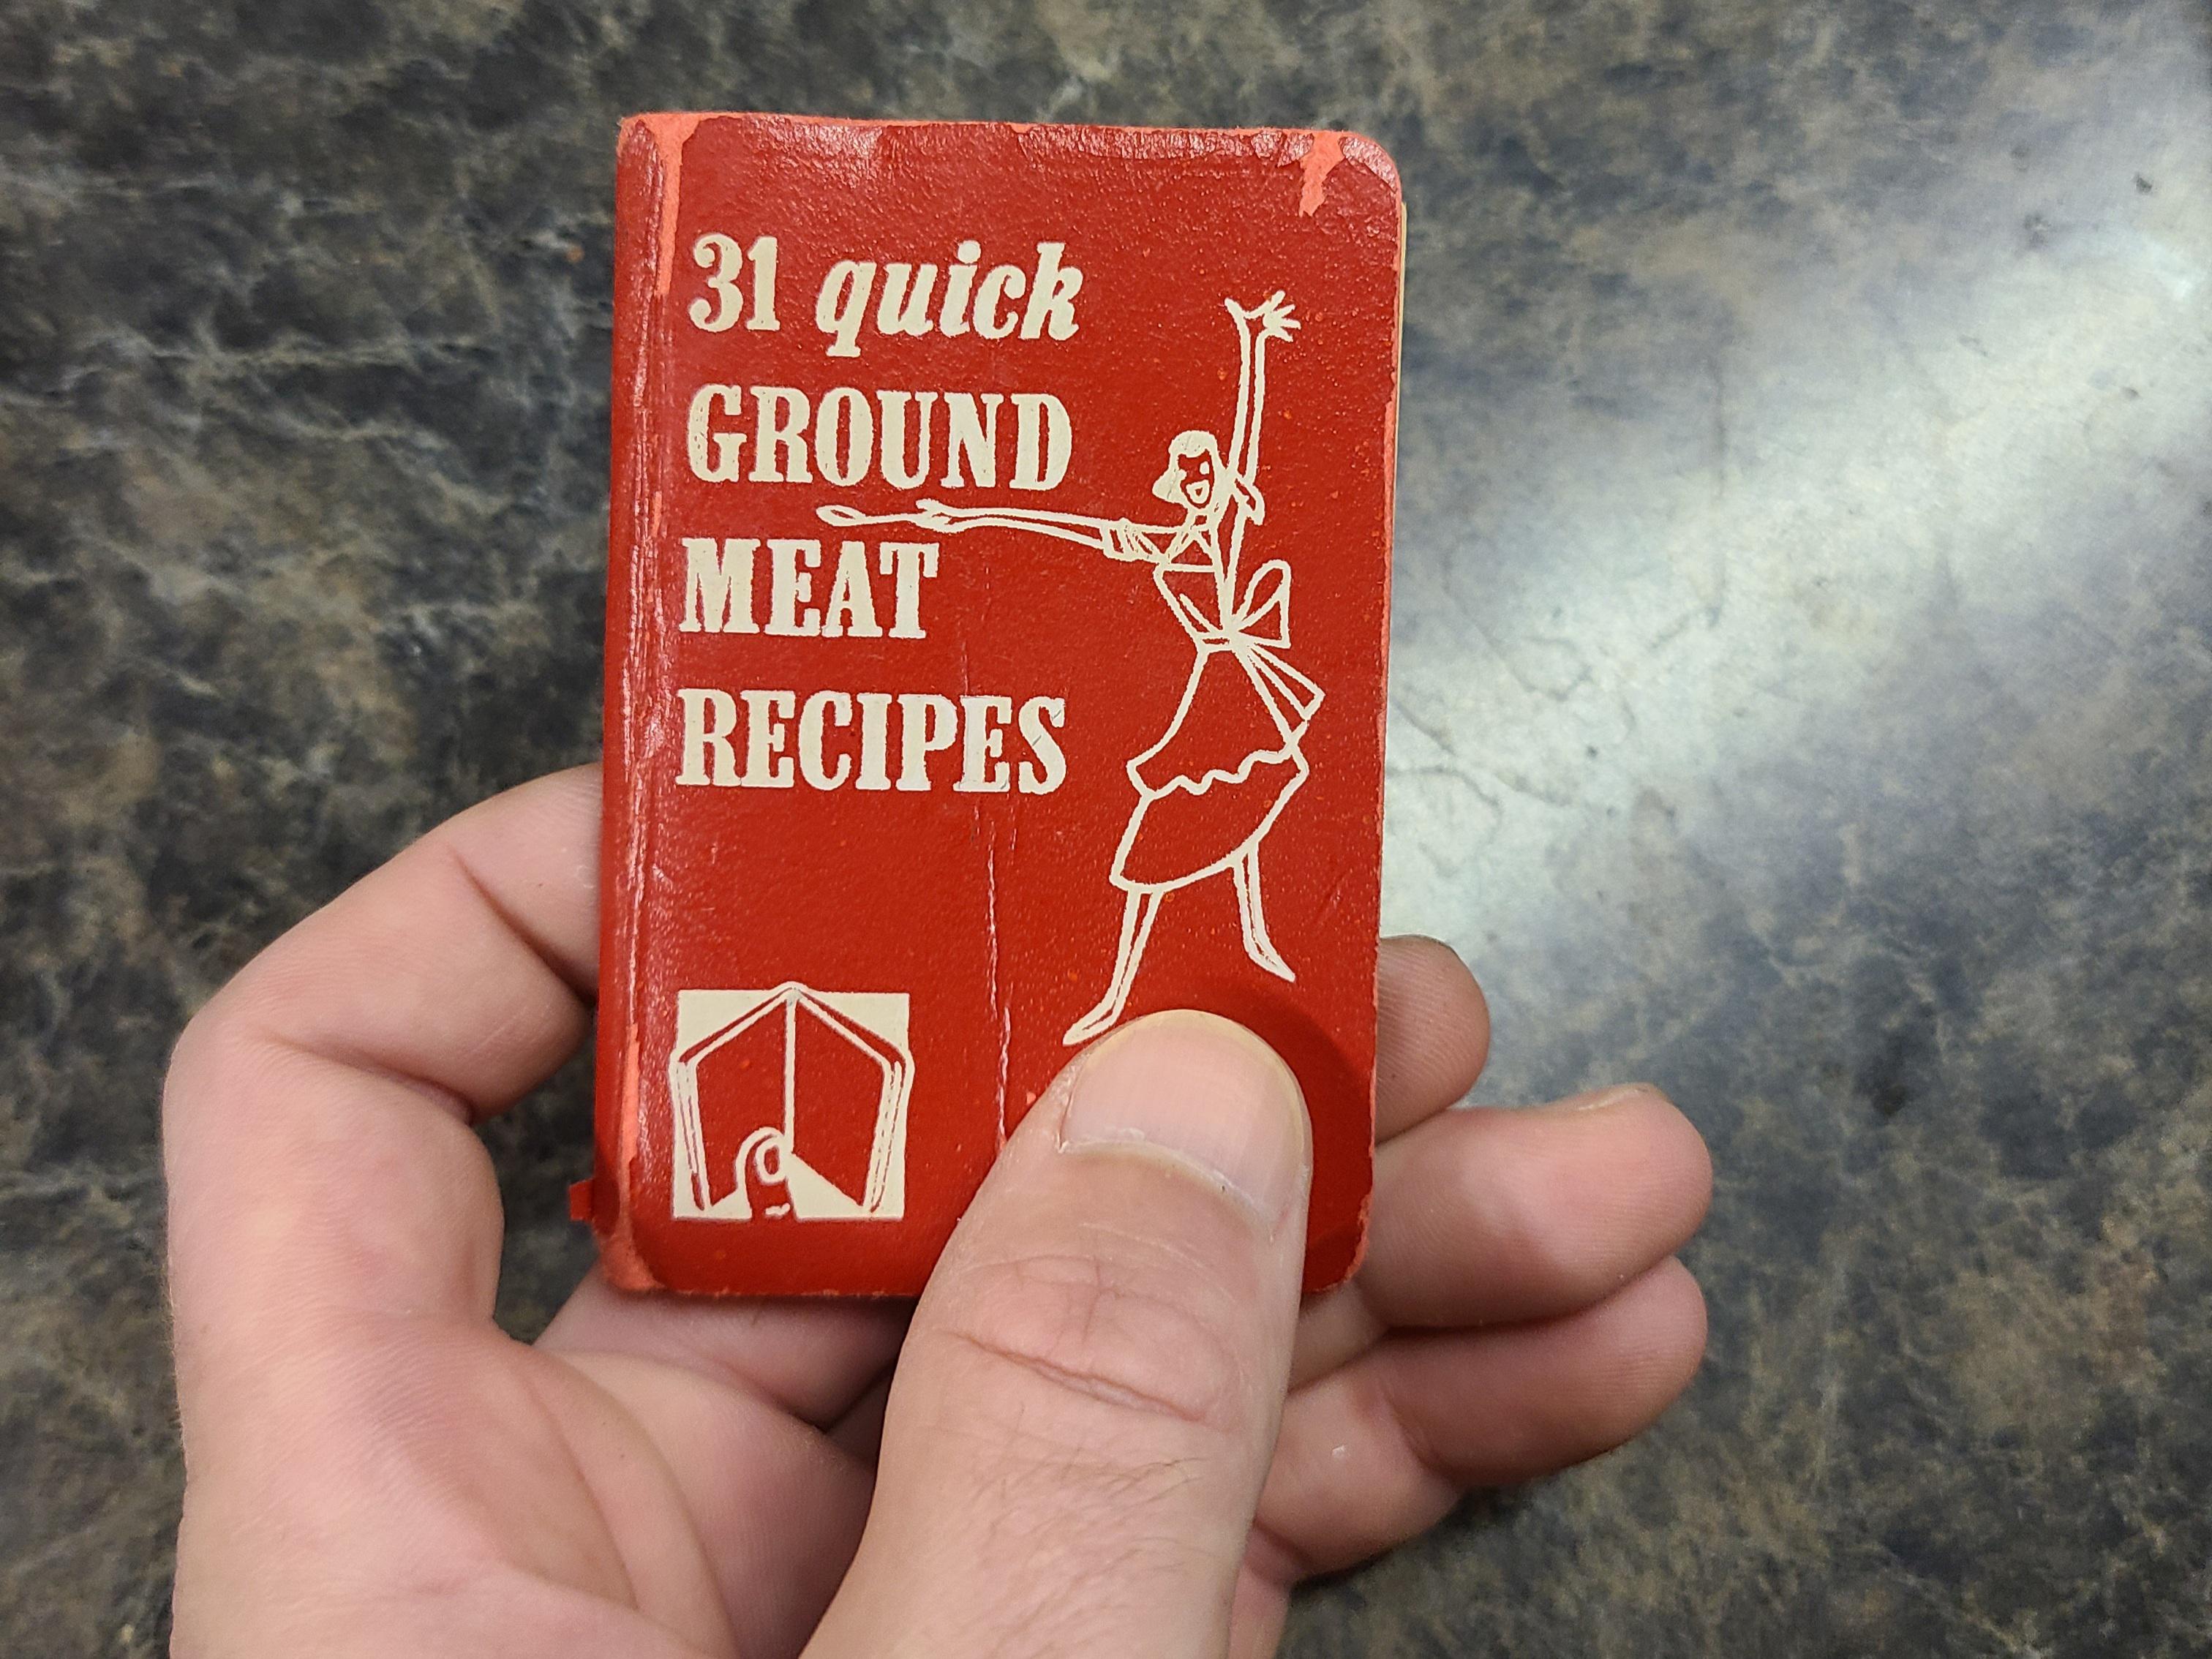 31 quick
GROUND
MEAT
RECIPES